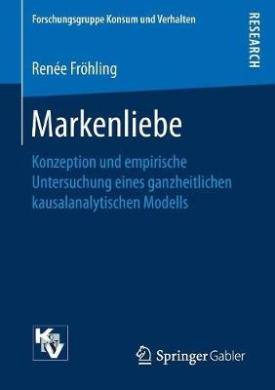 Forschungsgruppe Konsum und Verhalten
RESEARCH
Renée Fröhling
Markenliebe
Konzeption und empirische
Untersuchung eines ganzheitlichen
kausalanalytischen Modells
KV
Springer Gabler